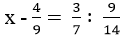 x - 4/9 = 3/7 : 9/14